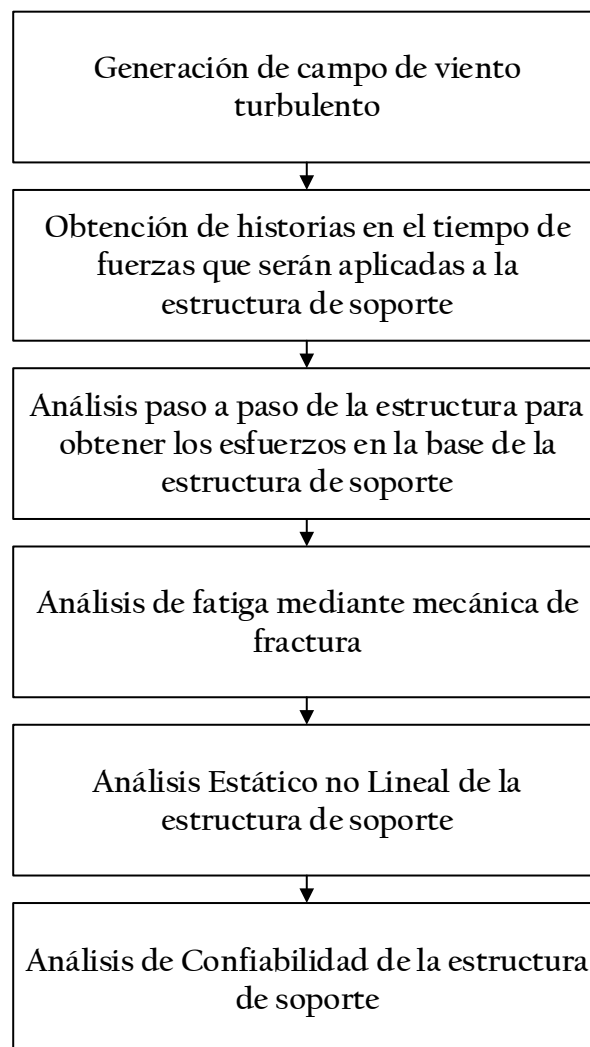 Generación de campo de viento
turbulento
Obtención de historias en el tiempo de
fuerzas que serán aplicadas a la
estructura de soporte
Análisis paso a paso de la estructura para
obtener los esfuerzos en la base de la
estructura de soporte
Análisis de fatiga mediante mecánica de
fractura
Análisis Estático no Lineal de la
estructura de soporte
Análisis de Confiabilidad de la estructura
de soporte